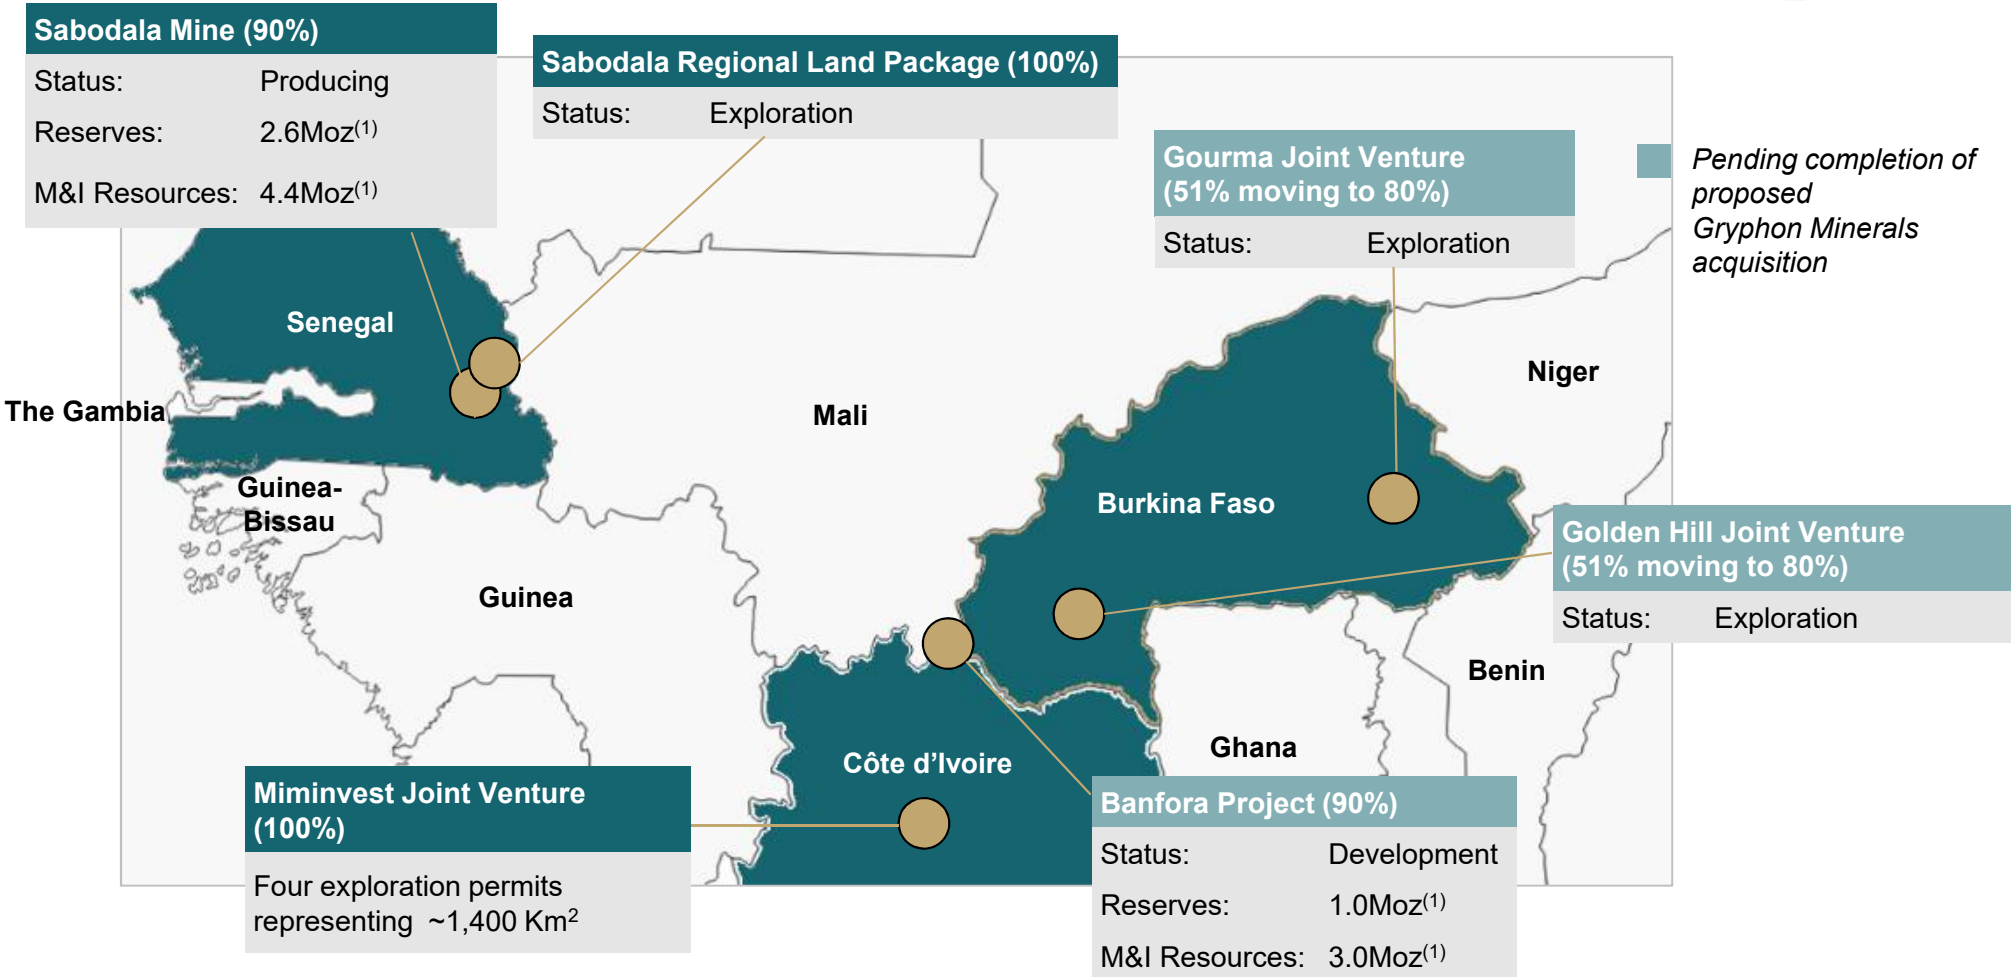 Sabodala Mine (90%)
Status: Producing
Reserves: 2.6Moz(1)
M&I Resources: 4.4Moz(1)
Sabodala Regional Land Package (100%)
Status: Exploration
Gourma Joint Venture
(51% moving to 80%)
Status: Exploration
Pending completion of
proposed
Gryphon Minerals
acquisition
Senegal
The Gambia
Guinea-
Bissau
Guinea
Mali
Niger
Burkina Faso
Golden Hill Joint Venture
(51% moving to 80%)
Status: Exploration
Benin
Ghana
Côte d’Ivoire
Miminvest Joint Venture
(100%)
Four exploration permits
representing ~1,400 Km2
Banfora Project (90%)
Status: Development
Reserves: 1.0Moz(1)
M&I Resources: 3.0Moz(1)